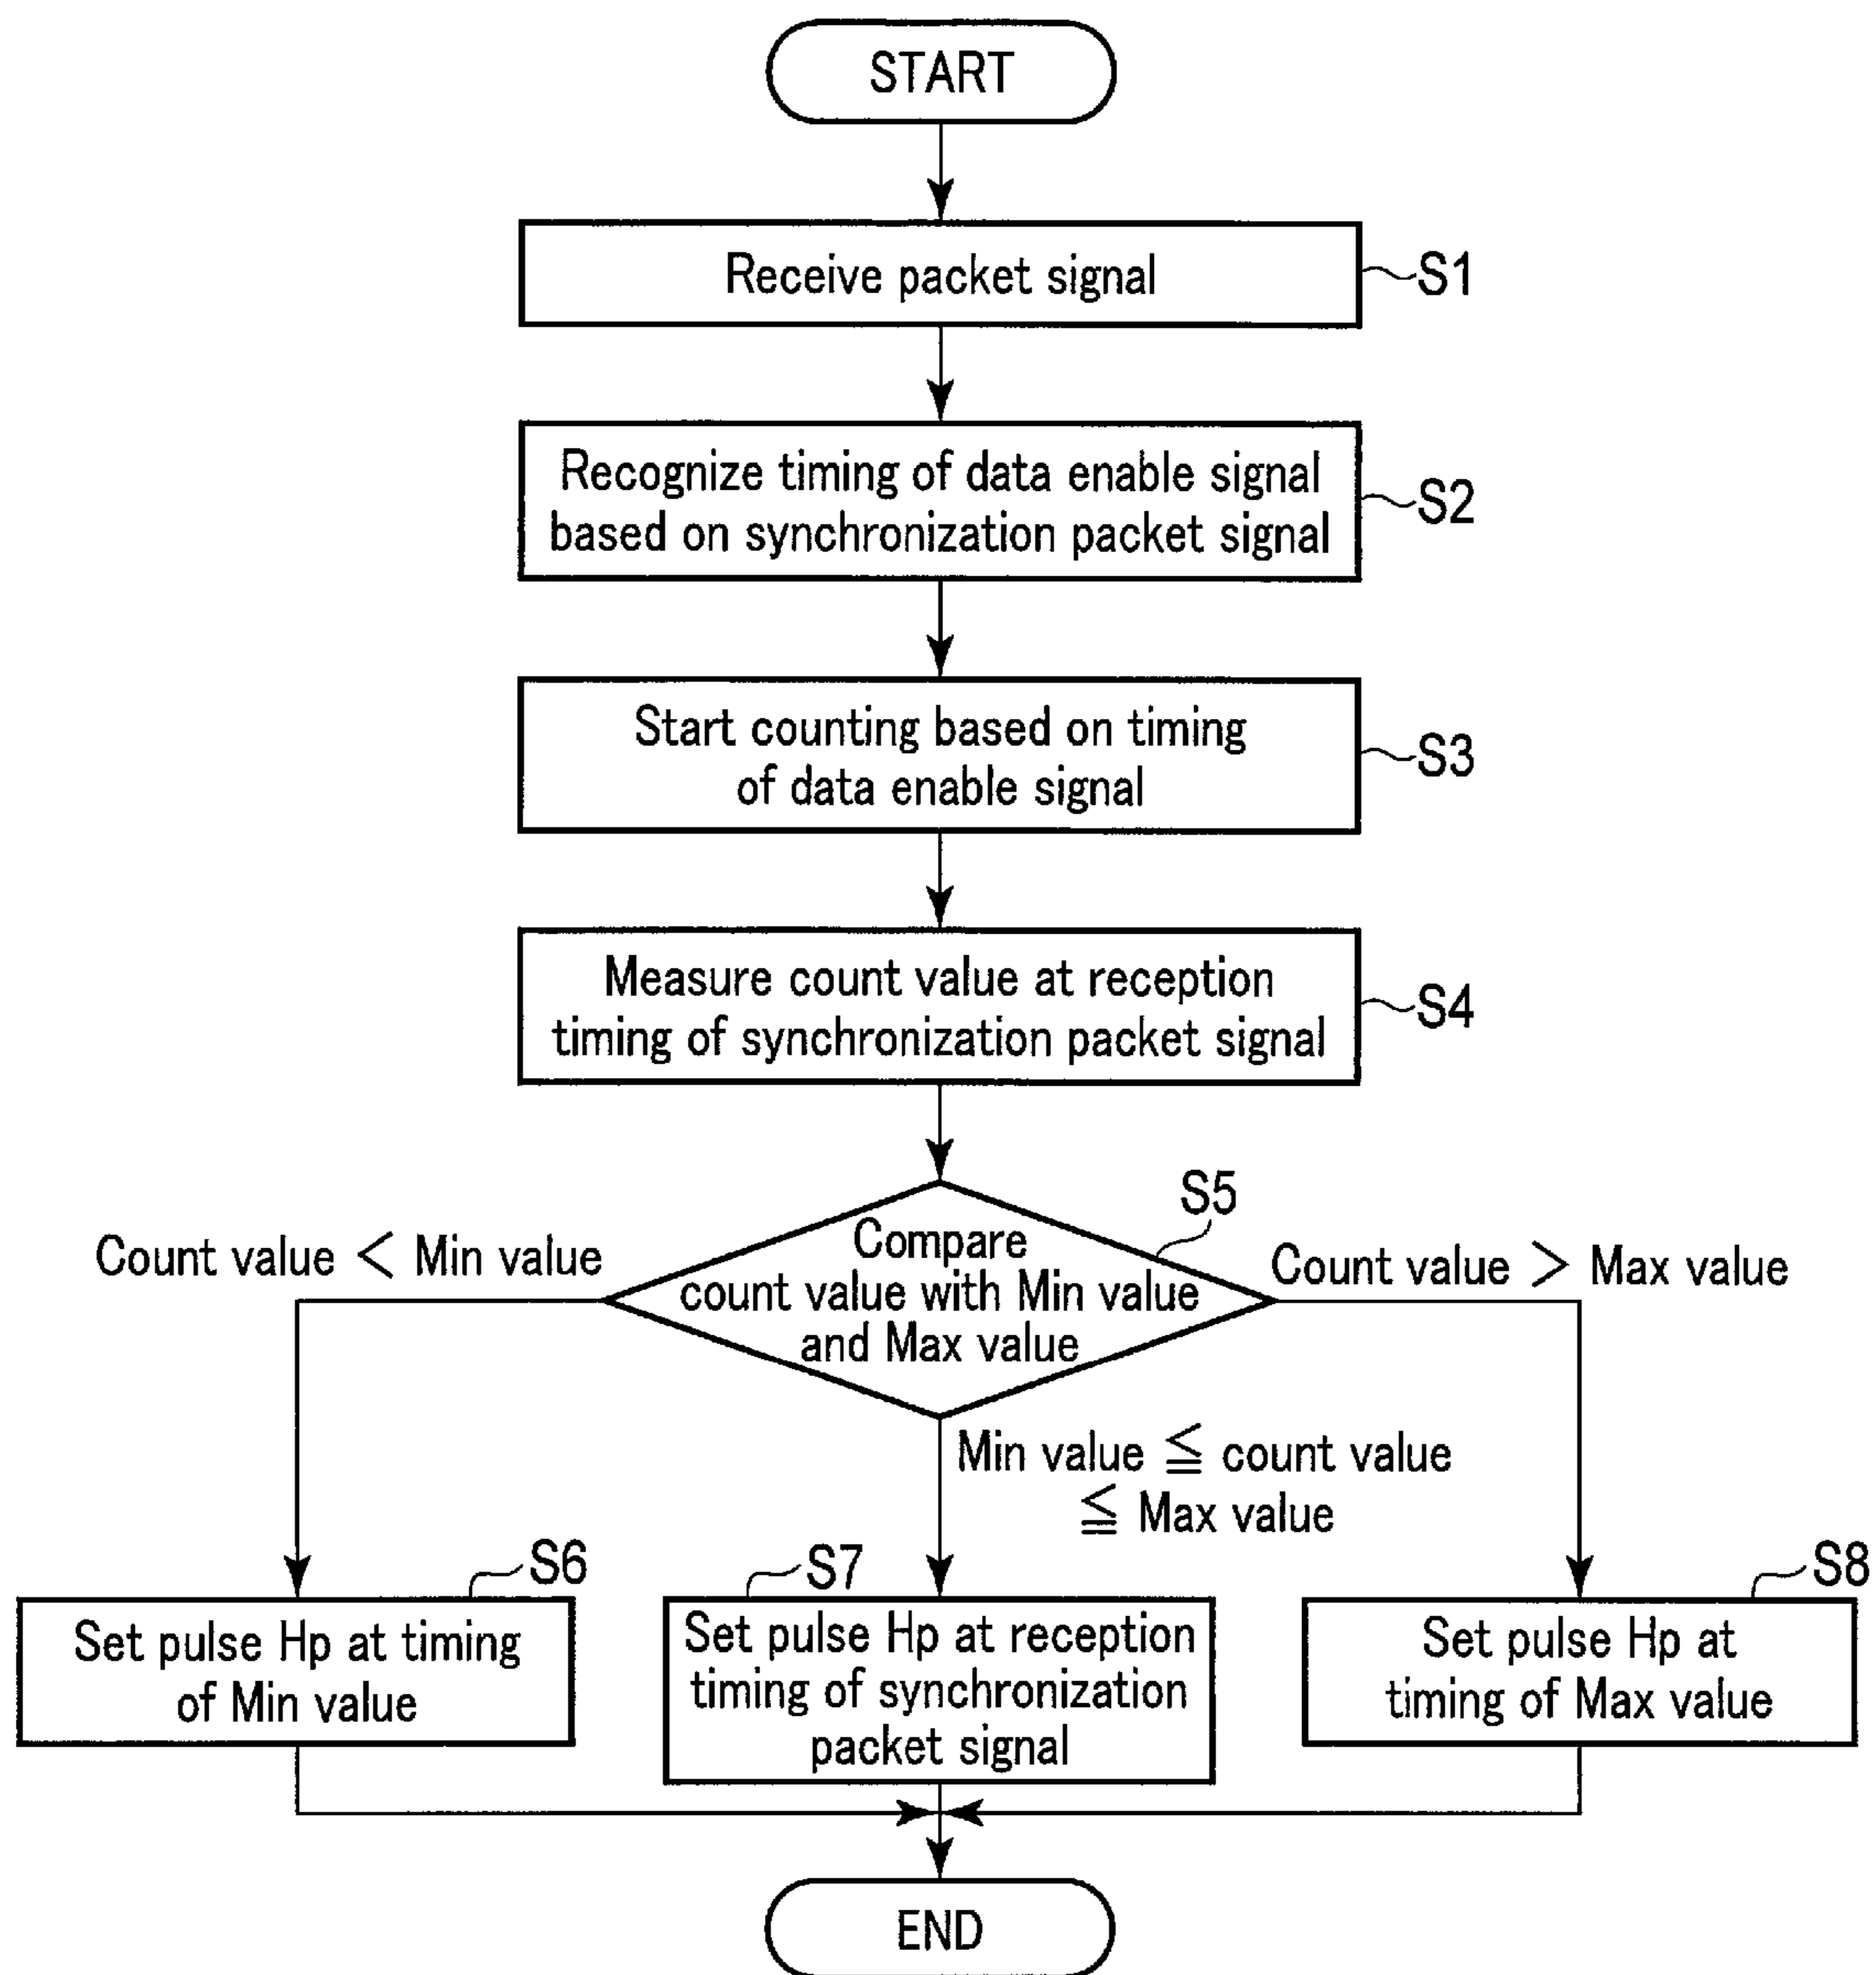 START
Receive packet signal
S1
Recognize timing of data enable signal
based on synchronization packet signal
S2
Start counting based on timing
of data enable signal
S3
Measure count value at reception
timing of synchronization packet signal
S4
S5
Compare
count value with Min value
and Max value
Count value < Min value
Count value > Max value
Min value ≦ count value
≦ Max value
S6
Set pulse Hp at timing
of Min value
S7
Set pulse Hp at reception
timing of synchronization
packet signal
S8
Set pulse Hp at
timing of Max value
END